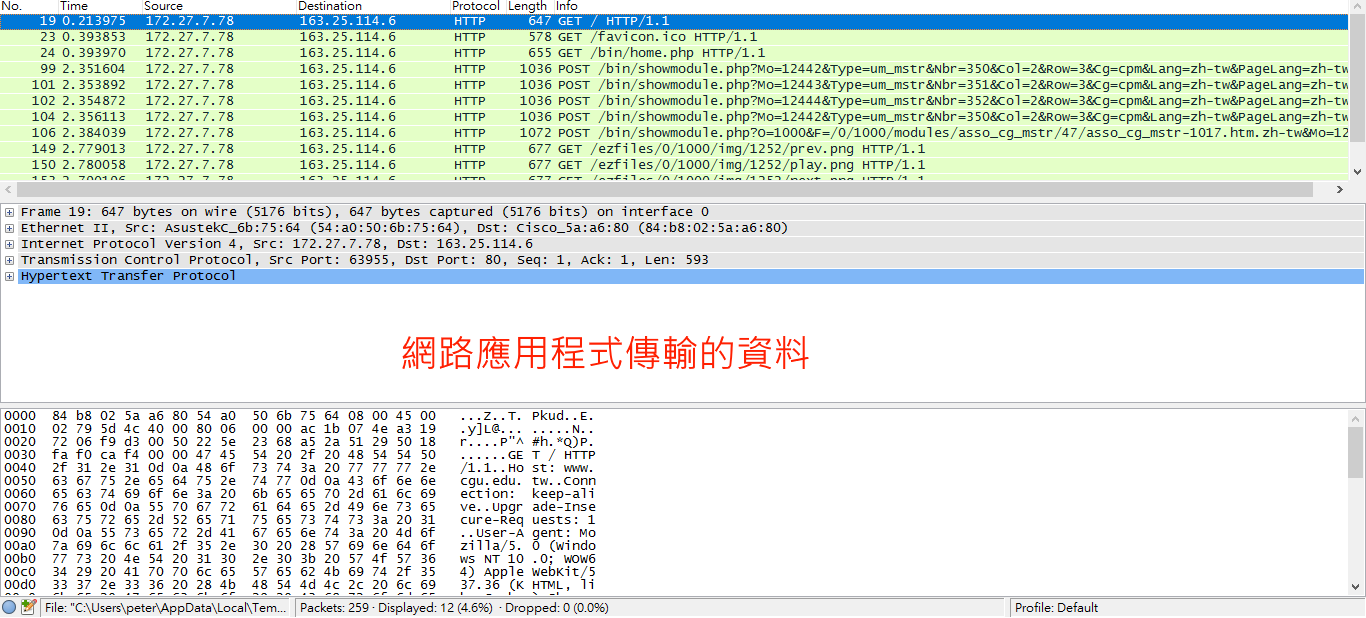 No. Time Source Destination Protocol Length Info
19 0.213975 172.27.7.78 163.25.114.6 HTTP 647 GET / HTTP/1.1
23 0.393853 172.27.7.78 163.25.114.6 HTTP 578 GET /favicon.ico HTTP/1.1
24 0.393970 172.27.7.78 163.25.114.6 HTTP 655 GET /bin/home.php HTTP/1.1
99 2.351604 172.27.7.78 163.25.114.6 HTTP 1036 POST /bin/showmodule.php?Mo=12442&Type=um_mstr&Nbr=350&Col=2&Row=3&Cg=cpm&Lang=zh-tw&PageLang=zh-tw
101 2.353892 172.27.7.78 163.25.114.6 HTTP 1036 POST /bin/showmodule.php?Mo=12443&Type=um_mstr&Nbr=351&Col=2&Row=3&Cg=cpm&Lang=zh-tw&PageLang=zh-tw
102 2.354872 172.27.7.78 163.25.114.6 HTTP 1036 POST /bin/showmodule.php?Mo=12444&Type=um_mstr&Nbr=352&Col=2&Row=3&Cg=cpm&Lang=zh-tw&PageLang=zh-tw
104 2.356113 172.27.7.78 163.25.114.6 HTTP 1036 POST /bin/showmodule.php?Mo=12442&Type=um_mstr&Nbr=350&Col=2&Row=3&Cg=cpm&Lang=zh-tw&PageLang=zh-tw
106 2.384039 172.27.7.78 163.25.114.6 HTTP 1072 POST /bin/showmodule.php?O=1000&F=/0/1000/modules/asso_cg_mstr/47/asso_cg_mstr-1017.htm.zh-tw&Mo=12
149 2.779013 172.27.7.78 163.25.114.6 HTTP 677 GET /ezfiles/0/1000/img/1252/prev.png HTTP/1.1
150 2.780058 172.27.7.78 163.25.114.6 HTTP 677 GET /ezfiles/0/1000/img/1252/play.png HTTP/1.1
Frame 19: 647 bytes on wire (5176 bits), 647 bytes captured (5176 bits) on interface 0
Ethernet II, Src: AsustekC_6b:75:64 (54:a0:50:6b:75:64), Dst: Cisco_5a:a6:80 (84:b8:02:5a:a6:80)
Internet Protocol Version 4, Src: 172.27.7.78, Dst: 163.25.114.6
Transmission Control Protocol, Src Port: 63955, Dst Port: 80, Seq: 1, Ack: 1, Len: 593
Hypertext Transfer Protocol
網路應用程式傳輸的資料
0000 84 b8 02 5a a6 80 54 a0 50 6b 75 64 08 00 45 00 ...Z..T. Pkud..E.
0010 02 79 5d 4c 40 00 80 06 00 00 ac 1b 07 4e a3 19 .y]L@... .....N..
0020 72 06 f9 d3 00 50 22 5e 23 68 a5 2a 51 29 50 18 r....P"^ #h.*Q)P.
0030 fa f0 ca f4 00 00 47 45 54 20 2f 20 48 54 54 50 ......GE T / HTTP
0040 2f 31 2e 31 0d 0a 48 6f 73 74 3a 20 77 77 77 2e /1.1..Ho st: www.
0050 63 67 75 2e 65 64 75 2e 74 77 0d 0a 43 6f 6e 6e cgu.edu. tw..Conn
0060 65 63 74 69 6f 6e 3a 20 6b 65 65 70 2d 61 6c 69 ection: keep-ali
0070 76 65 0d 0a 55 70 67 72 61 64 65 2d 49 6e 73 65 ve..Upgr ade-Inse
0080 63 75 72 65 2d 52 65 71 75 65 73 74 73 3a 20 31 cure-Req uests: 1
0090 0d 0a 55 73 65 72 2d 41 67 65 6e 74 3a 20 4d 6f ..User-A gent: Mo
00a0 7a 69 6c 6c 61 2f 35 2e 30 20 28 57 69 6e 64 6f zilla/5. 0 (Windo
00b0 77 73 20 4e 54 20 31 30 2e 30 3b 20 57 4f 57 36 ws NT 10 .0; WOW6
00c0 34 29 20 41 70 70 6c 65 57 65 62 4b 69 74 2f 35 4) Apple WebKit/5
00d0 33 37 2e 33 36 20 28 4b 48 54 4d 4c 2c 20 6c 69 37.36 (K HTML, li
File: "C:\Users\peter\AppData\Local\Tem... Packets: 259 · Displayed: 12 (4.6%) · Dropped: 0 (0.0%) Profile: Default